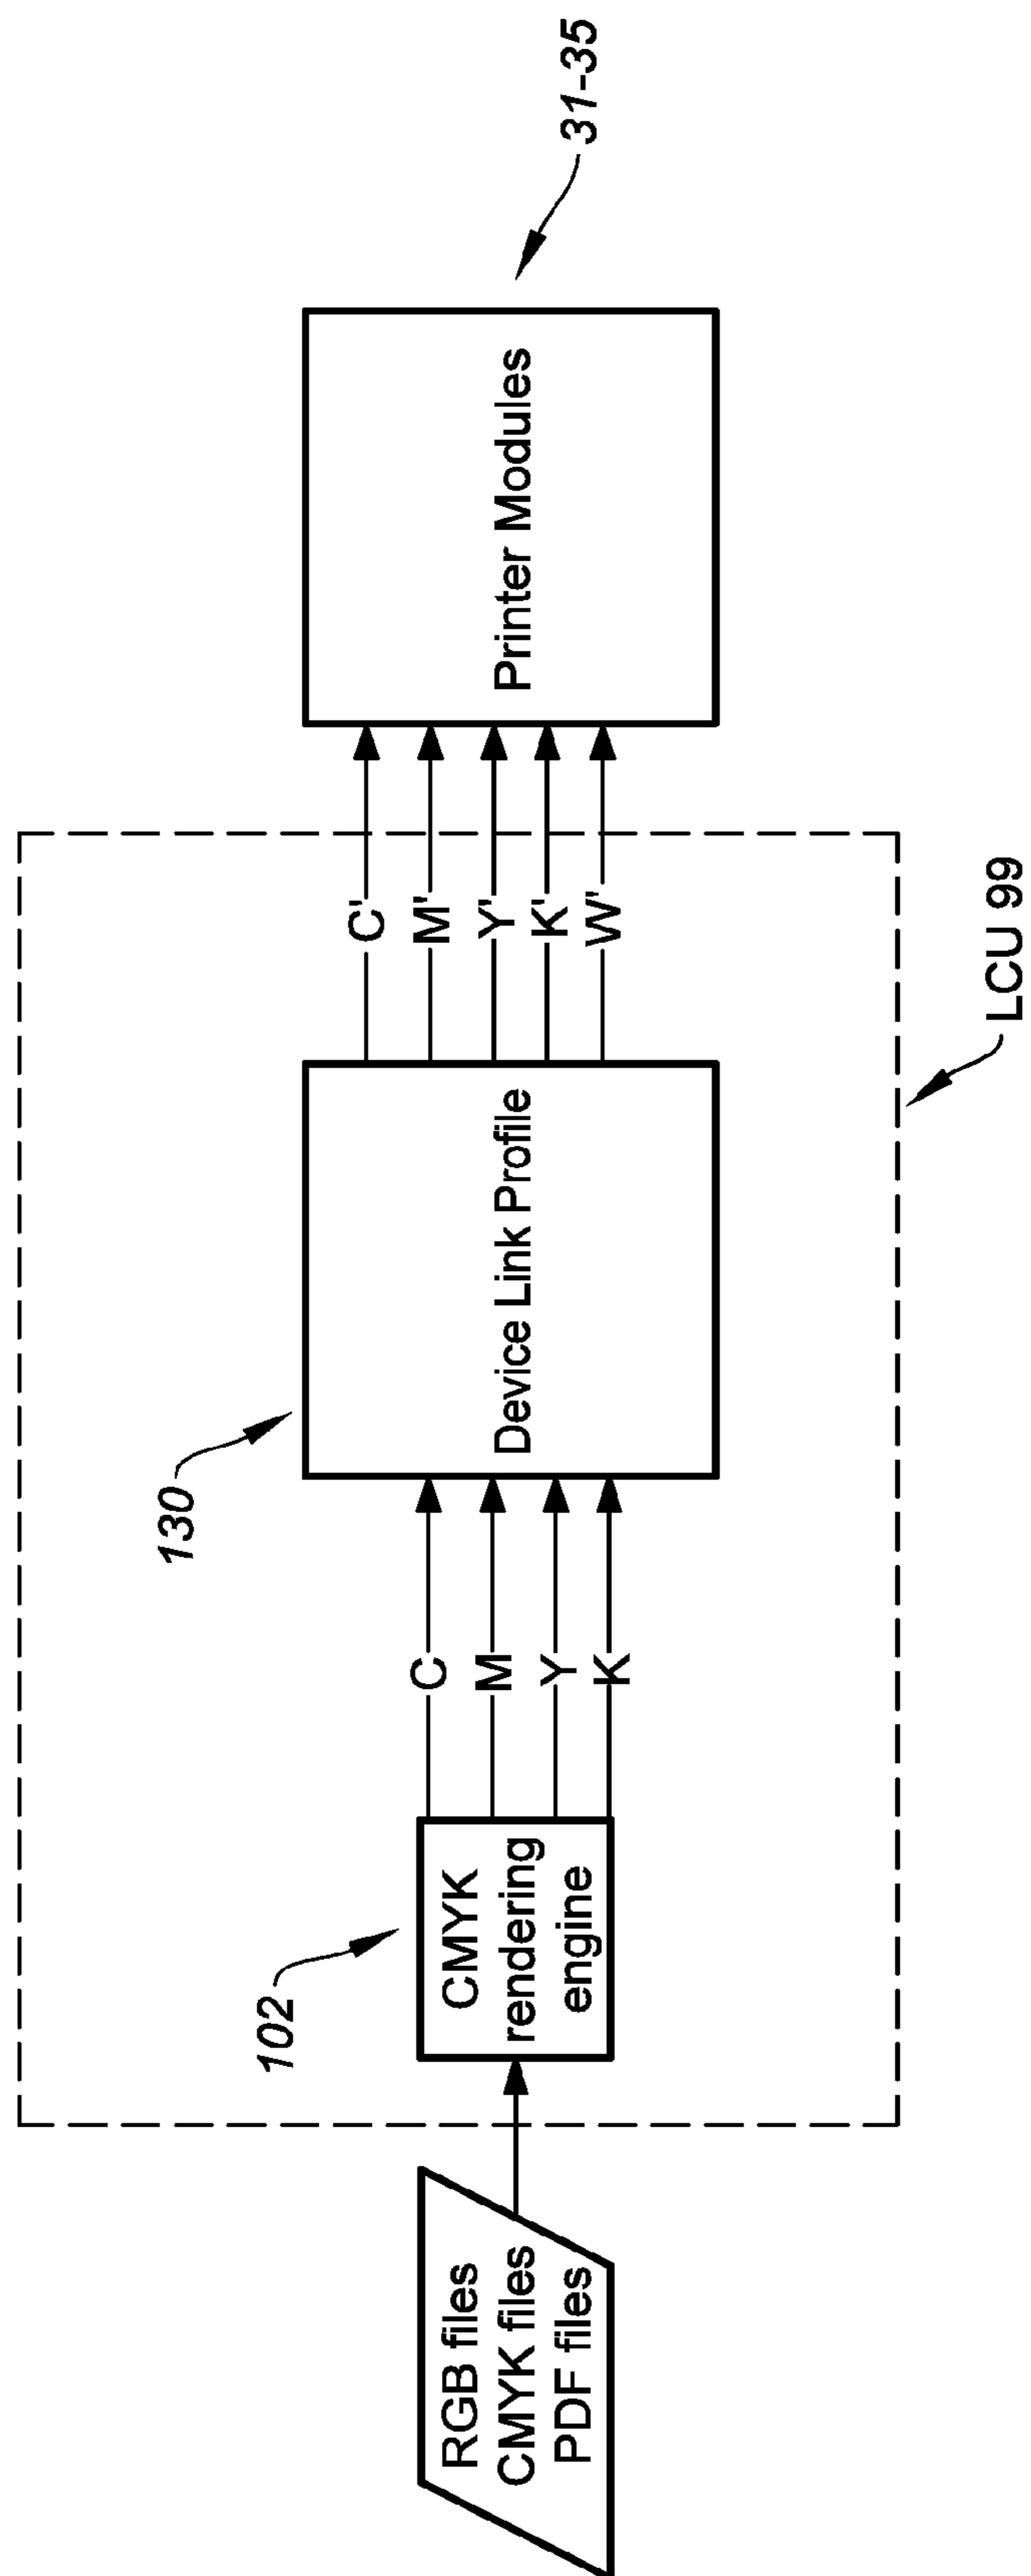 RGB files
CMYK files
PDF files
102
CMYK
rendering
engine
C
M
Y
K
130
Device Link Profile
C'
M'
Y'
K'
W'
LCU 99
Printer Modules
31-35